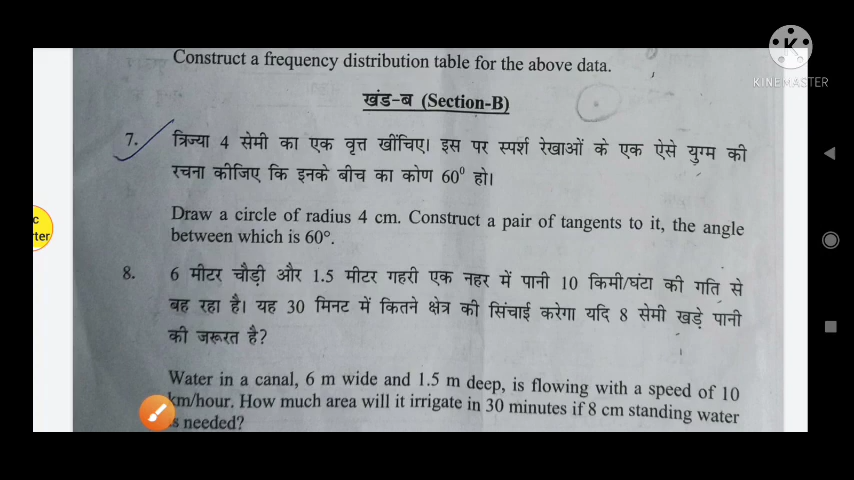 Construct a frequency distribution table for the above data.
KINEMASTER
खंड-ब (Section-B)
7. त्रिज्या 4 सेमी का एक वृत्त खींचिए। इस पर स्पर्श रेखाओं के एक ऐसे युग्म की
रचना कीजिए कि इनके बीच का कोण 60⁰ हो।
Draw a circle of radius 4 cm. Construct a pair of tangents to it, the angle
between which is 60°.
c
rter
8. 6 मीटर चौड़ी और 1.5 मीटर गहरी एक नहर में पानी 10 किमी/घंटा की गति से
बह रहा है। यह 30 मिनट में कितने क्षेत्र की सिंचाई करेगा यदि 8 सेमी खड़े पानी
की जरूरत है?
Water in a canal, 6 m wide and 1.5 m deep, is flowing with a speed of 10
km/hour. How much area will it irrigate in 30 minutes if 8 cm standing water
s needed?